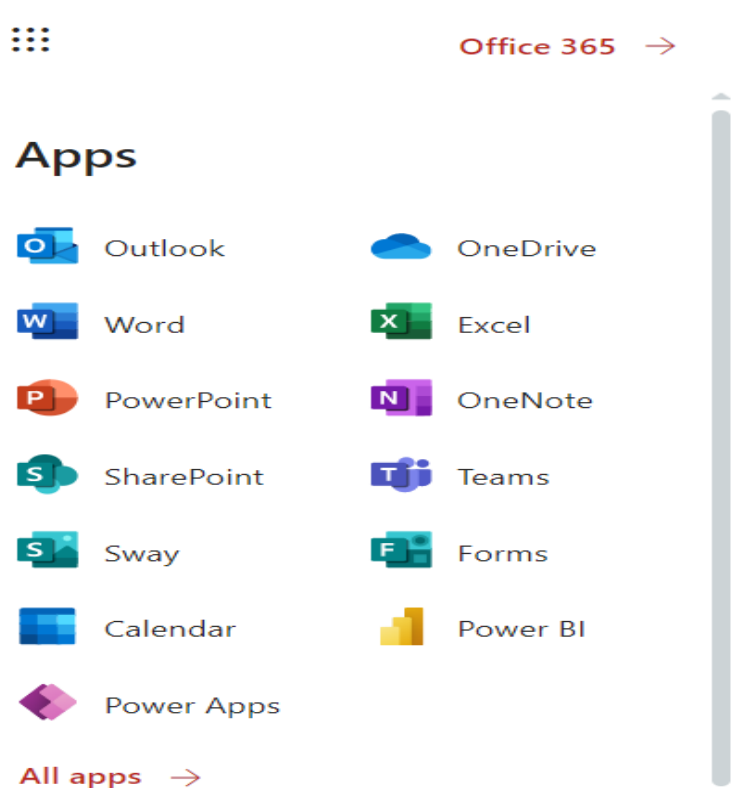 Office 365 →
Apps
Outlook OneDrive
Word Excel
PowerPoint OneNote
SharePoint Teams
Sway Forms
Calendar Power BI
Power Apps
All apps →